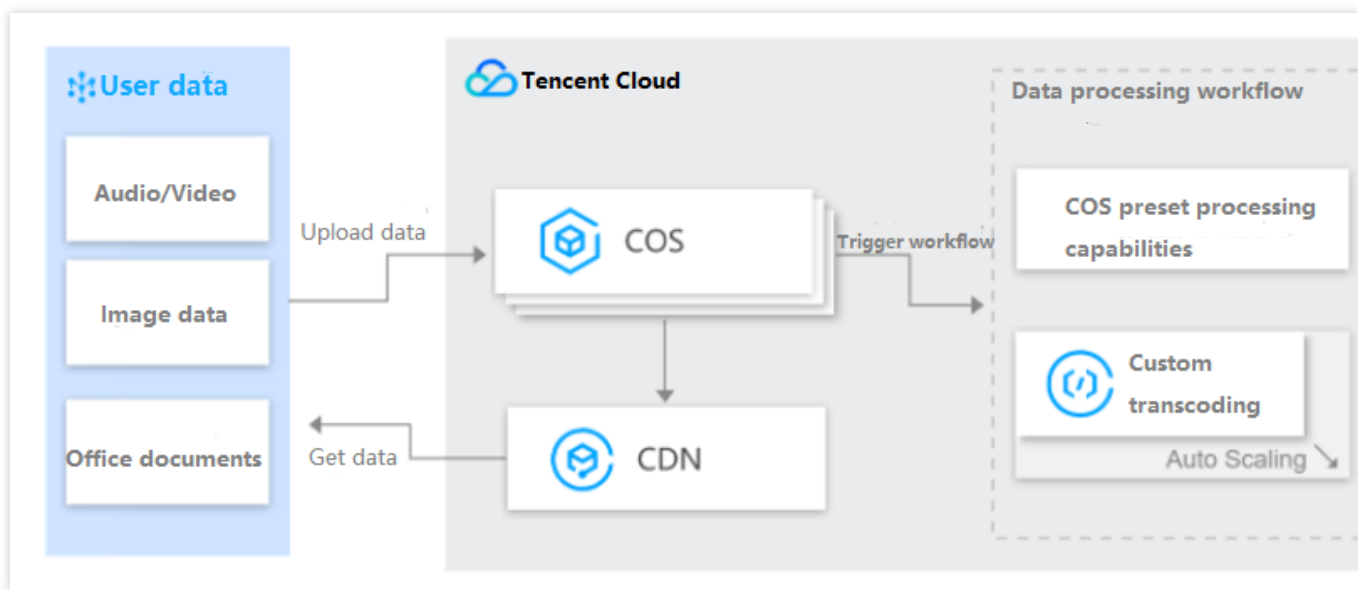 User data
Audio/Video
Image data
Office documents
Upload data
Get data
Tencent Cloud
COS
CDN
Trigger workflow
Data processing workflow
COS preset processing
capabilities
Custom
transcoding
Auto Scaling